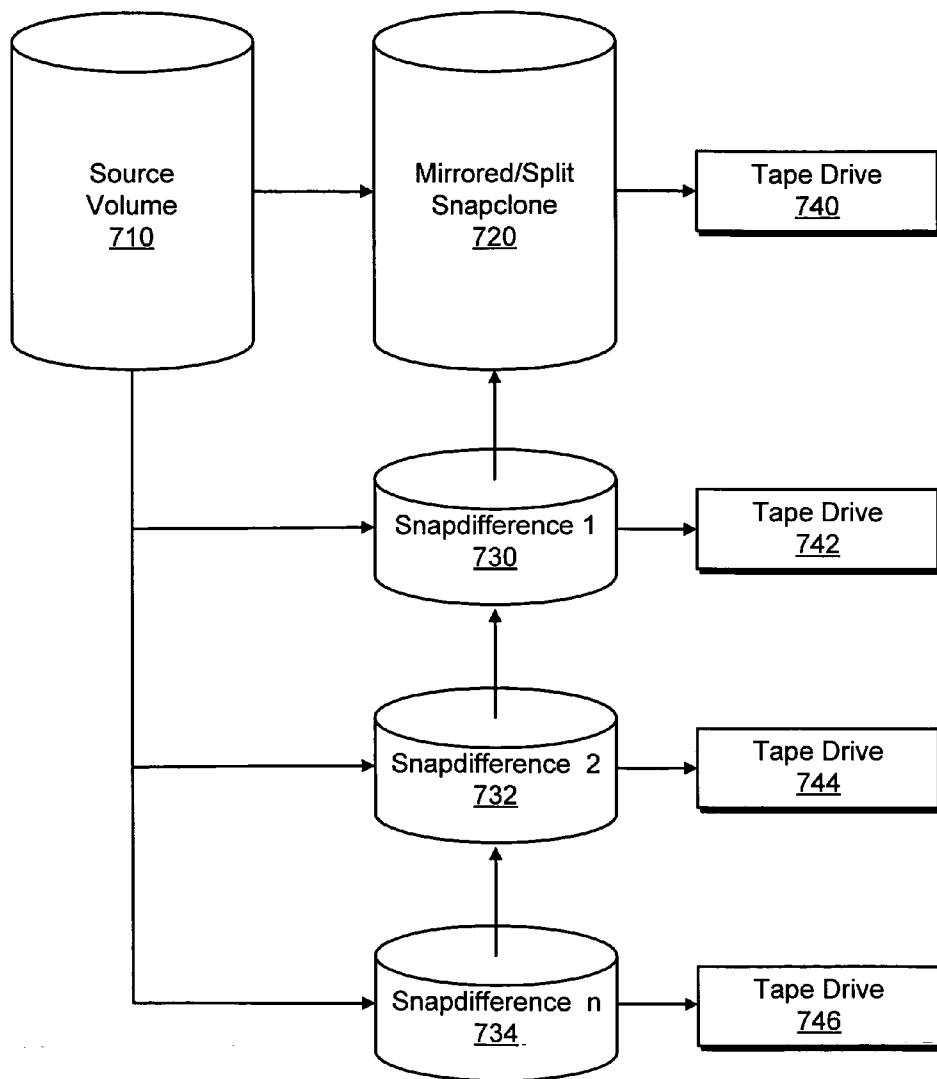 Source
Volume
710
Mirrored/Split
Snapclone
720
Tape Drive
740
Snapdifference 1
730
Tape Drive
742
Snapdifference 2
732
Tape Drive
744
Snapdifference n
734
Tape Drive
746